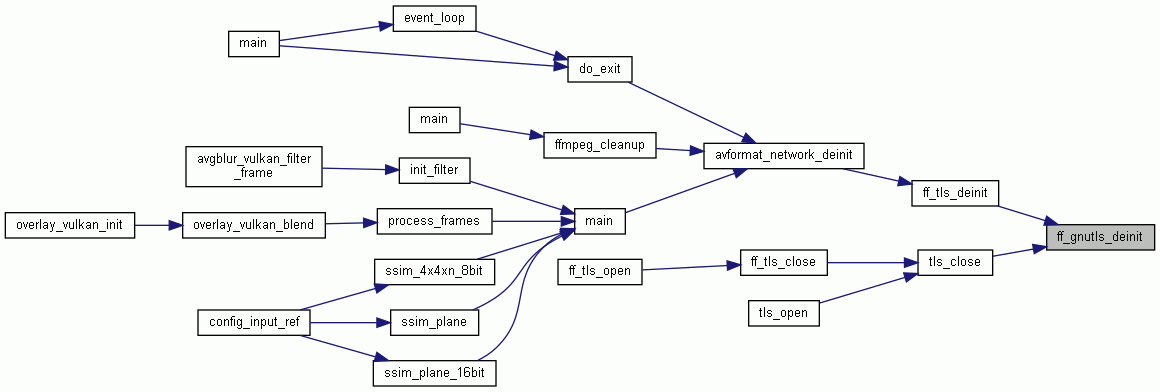 event_loop
main
do_exit
main
ffmpeg_cleanup
avformat_network_deinit
avgblur_vulkan_filter
_frame
init_filter
ff_tls_deinit
overlay_vulkan_init
overlay_vulkan_blend
process_frames
main
ff_gnutls_deinit
ssim_4x4xn_8bit
ff_tls_open
ff_tls_close
tls_close
config_input_ref
ssim_plane
tls_open
ssim_plane_16bit